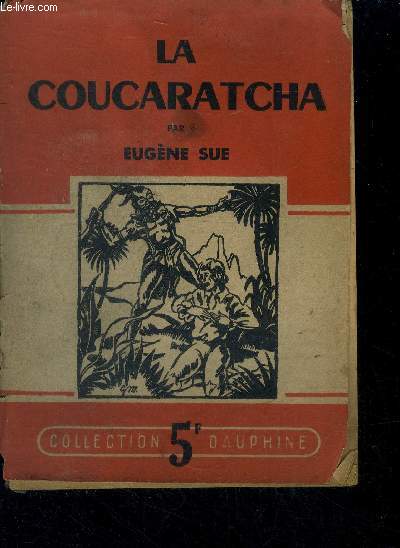 Le-livre.com
LA
COUCARATCHA
PAR
EUGÈNE SUE
COLLECTION 5F DAUPHINE